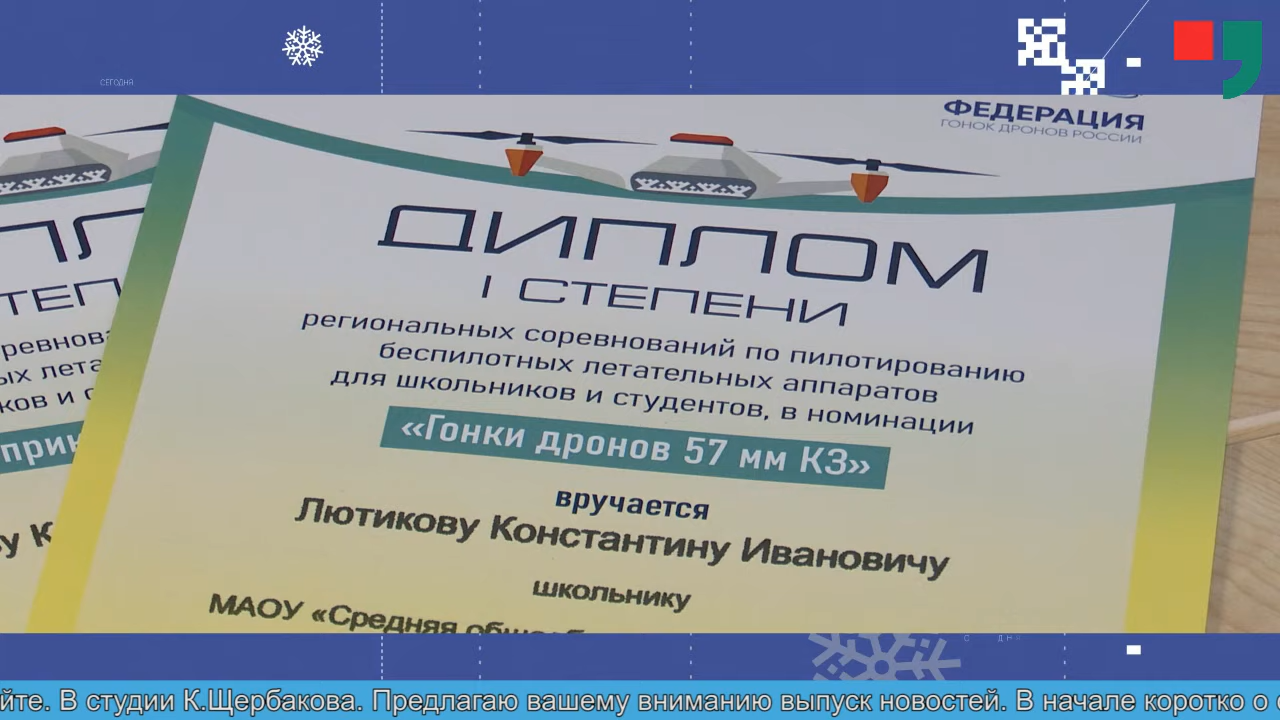 СЕГОДНЯ
ФЕДЕРАЦИЯ
ГОНОК ДРОНОВ РОССИИ
ДИПЛОМ
I СТЕПЕНИ
региональных соревнований по пилотированию
беспилотных летательных аппаратов
для школьников и студентов, в номинации
«Гонки дронов 57 мм КЗ»
вручается
Лютикову Константину Ивановичу
школьнику
МАОУ «Средняя
йте. В студии К.Щербакова. Предлагаю вашему вниманию выпуск новостей. В начале коротко о